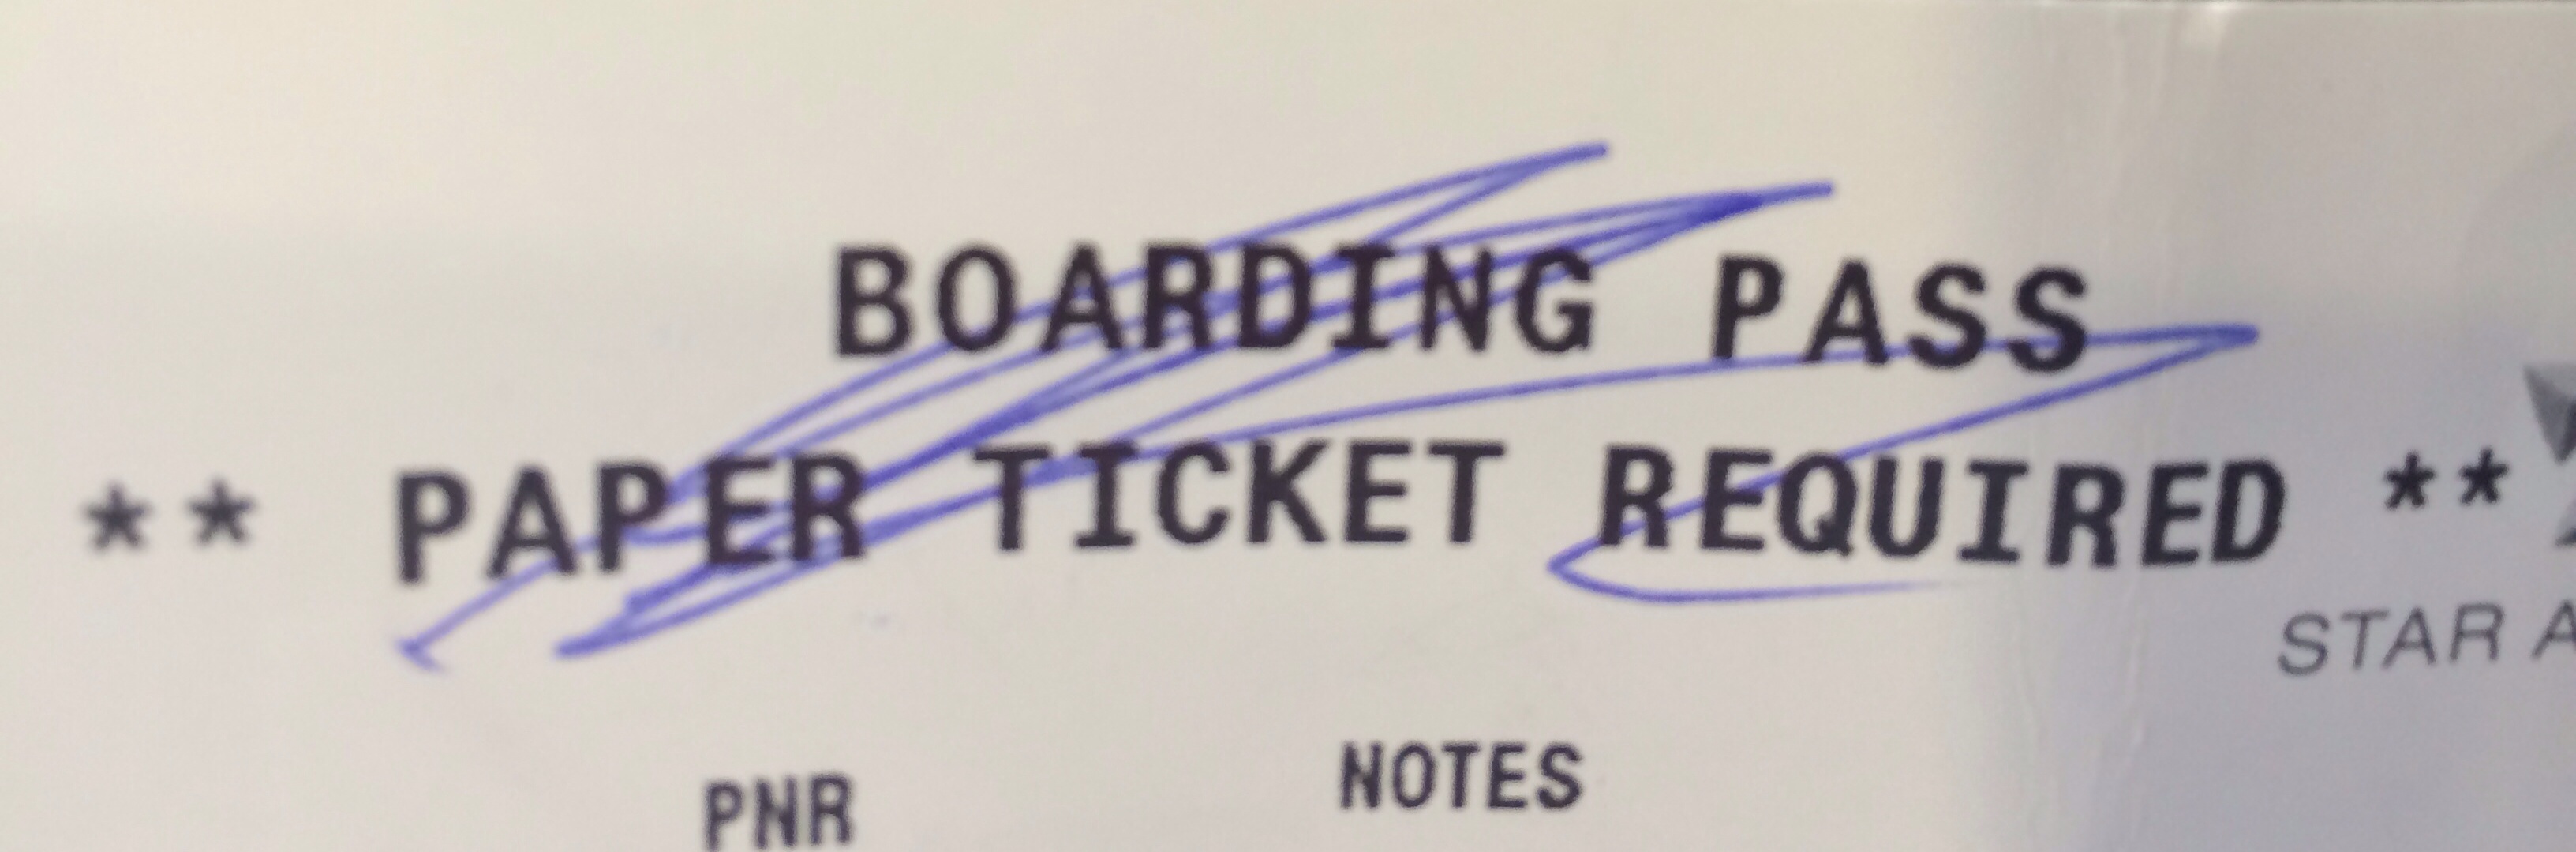 BOARDING PASS
** PAPER TICKET REQUIRED **
STAR A
PNR
NOTES